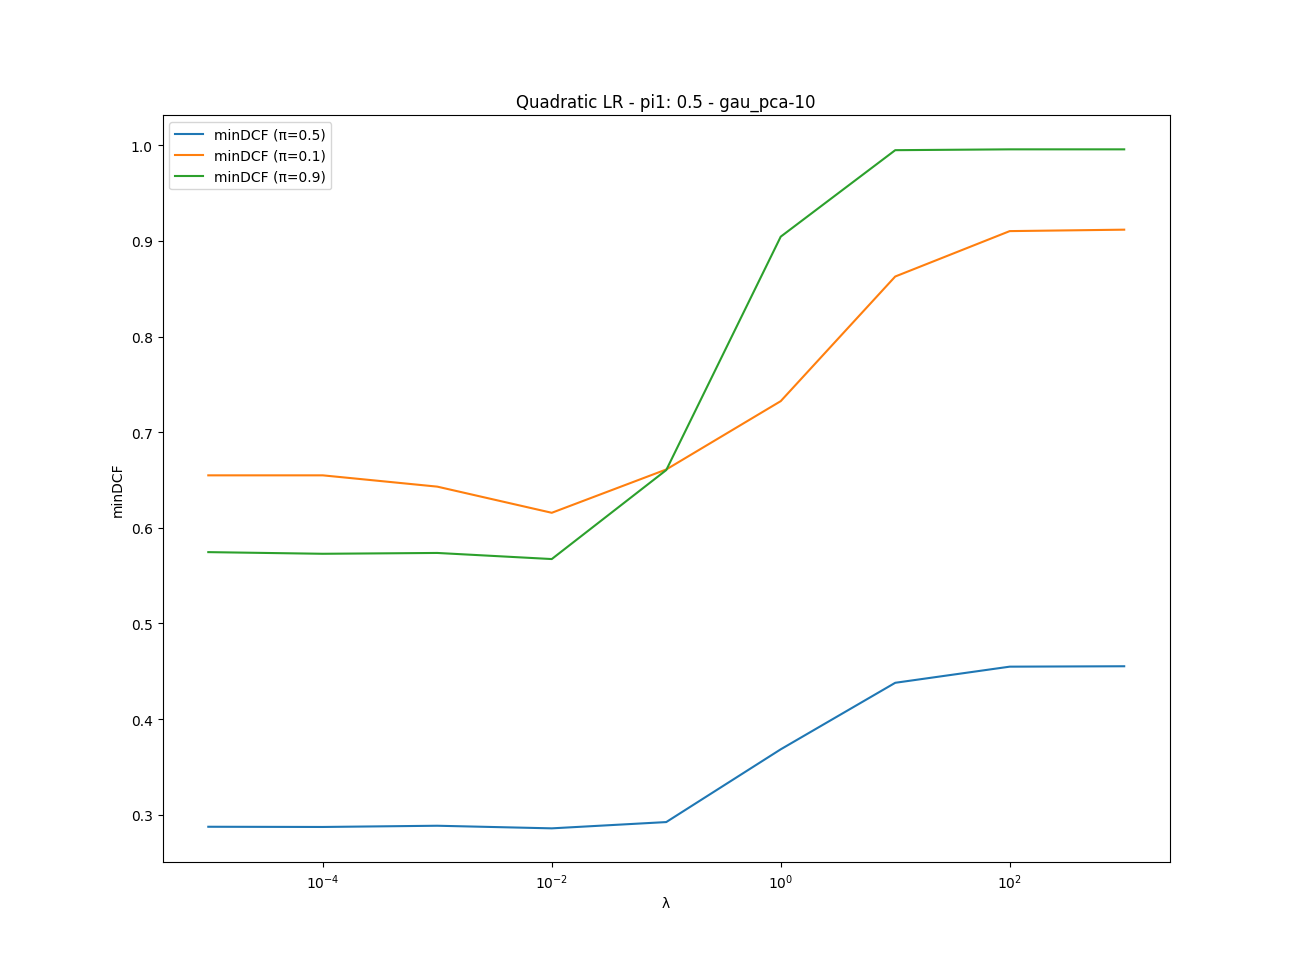 Quadratic LR - pi1: 0.5 - gau_pca-10
minDCF (π=0.5)
minDCF (π=0.1)
minDCF (π=0.9)
1.0
0.9
0.8
0.7
0.6
0.5
0.4
0.3
minDCF
10⁻⁴
10⁻²
10⁰
10²
λ